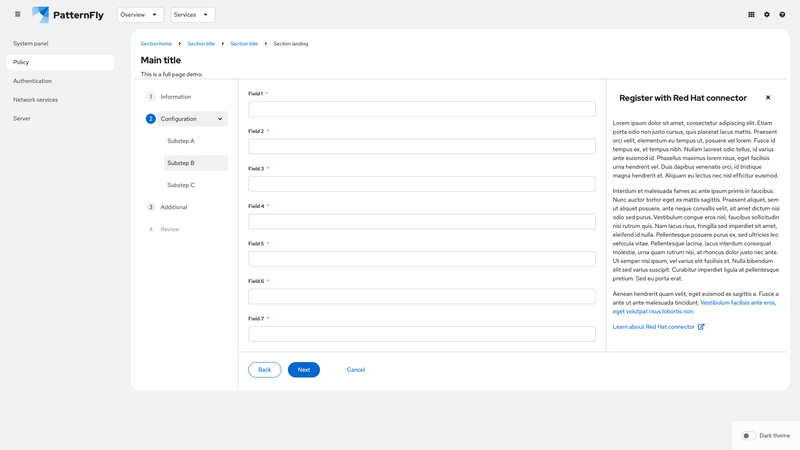 PatternFly
Overview
Services
System panel
Policy
Authentication
Network services
Server
Section home
Section title
Section title
Section landing
Main title
This is a full page demo.
1 Information
2 Configuration
Substep A
Substep B
Substep C
3 Additional
4 Review
Field 1 *
Field 2 *
Field 3 *
Field 4 *
Field 5 *
Field 6 *
Field 7 *
Back
Next
Cancel
Register with Red Hat connector
Lorem ipsum dolor sit amet, consectetur adipiscing elit. Etiam
porta odio non justo cursus, quis placerat lacus mattis. Praesent
orci velit, elementum eu tempus ut, posuere vel lorem. Fusce id
tempus ex, et tempus nibh. Nullam laoreet odio tellus, id varius
ante euismod id. Phasellus maximus lorem risus, eget facilisis
urna hendrerit vel. Duis dapibus venenatis orci, id tristique
magna hendrerit et. Aliquam eu lectus nec nisl efficitur euismod.
Interdum et malesuada fames ac ante ipsum primis in faucibus.
Nunc auctor tortor eget ex mattis sagittis. Praesent aliquet, sem
ut aliquet posuere, ante neque convallis velit, sit amet dictum nisi
odio sed purus. Vestibulum congue eros nisl, faucibus sollicitudin
nisi rutrum quis. Nam lacus risus, fringilla sed imperdiet sit amet,
eleifend id nulla. Pellentesque posuere purus ex, sed ultricies leo
vehicula vitae. Pellentesque lacinia, lacus interdum consequat
molestie, urna quam rutrum nisi, at rhoncus dolor justo nec ante.
Ut semper nisi ipsum, vel varius elit facilisis et. Nulla bibendum
elit sed varius suscipit. Curabitur imperdiet ligula at pellentesque
pretium. Sed eu porta erat.
Aenean hendrerit quam velit, eget euismod ex sagittis a. Fusce a
ante ut ante malesuada tincidunt. Vestibulum facilisis ante eros,
eget volutpat risus lobortis non.
Learn about Red Hat connector
Dark theme